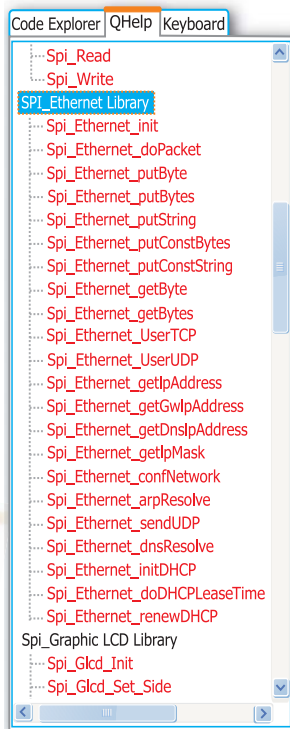 Code Explorer QHelp Keyboard
Spi_Read
Spi_Write
SPI_Ethernet Library
Spi_Ethernet_init
Spi_Ethernet_doPacket
Spi_Ethernet_putByte
Spi_Ethernet_putBytes
Spi_Ethernet_putString
Spi_Ethernet_putConstBytes
Spi_Ethernet_putConstString
Spi_Ethernet_getByte
Spi_Ethernet_getBytes
Spi_Ethernet_UserTCP
Spi_Ethernet_UserUDP
Spi_Ethernet_getIpAddress
Spi_Ethernet_getGwIpAddress
Spi_Ethernet_getDnsIpAddress
Spi_Ethernet_getIpMask
Spi_Ethernet_confNetwork
Spi_Ethernet_arpResolve
Spi_Ethernet_sendUDP
Spi_Ethernet_dnsResolve
Spi_Ethernet_initDHCP
Spi_Ethernet_doDHCPLeaseTime
Spi_Ethernet_renewDHCP
Spi_Graphic LCD Library
Spi_Glcd_Init
Spi_Glcd_Set_Side